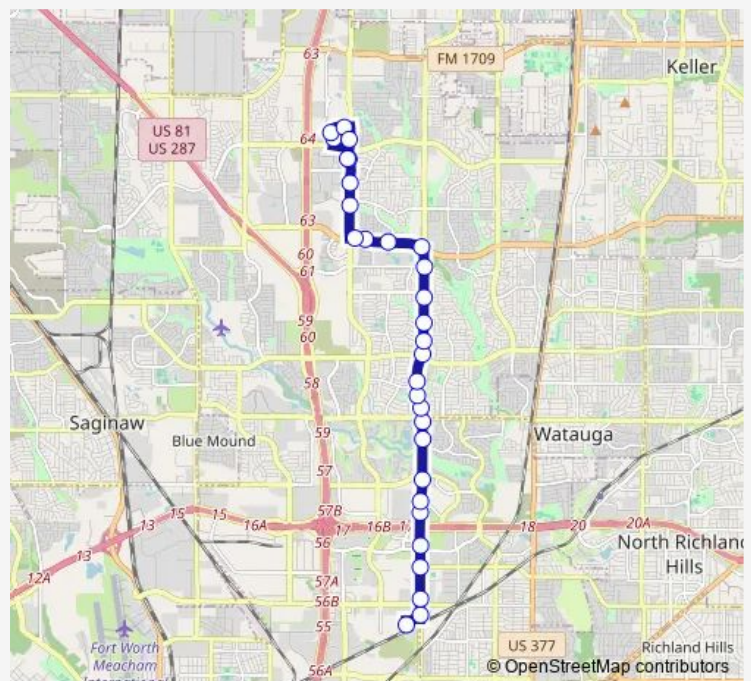 63
FM 1709
Keller
US 81
US 287
64
63
60
61
59
60
58
Saginaw
Blue Mound
59
Watauga
57
57B
13
15
15
16A
17
16B
18
20
20A
56
13
12A
North Richland
Hills
57A
56B
55
Fort Worth
Meacham
International
US 377
Richland Hills
56A
© OpenStreetMap contributors